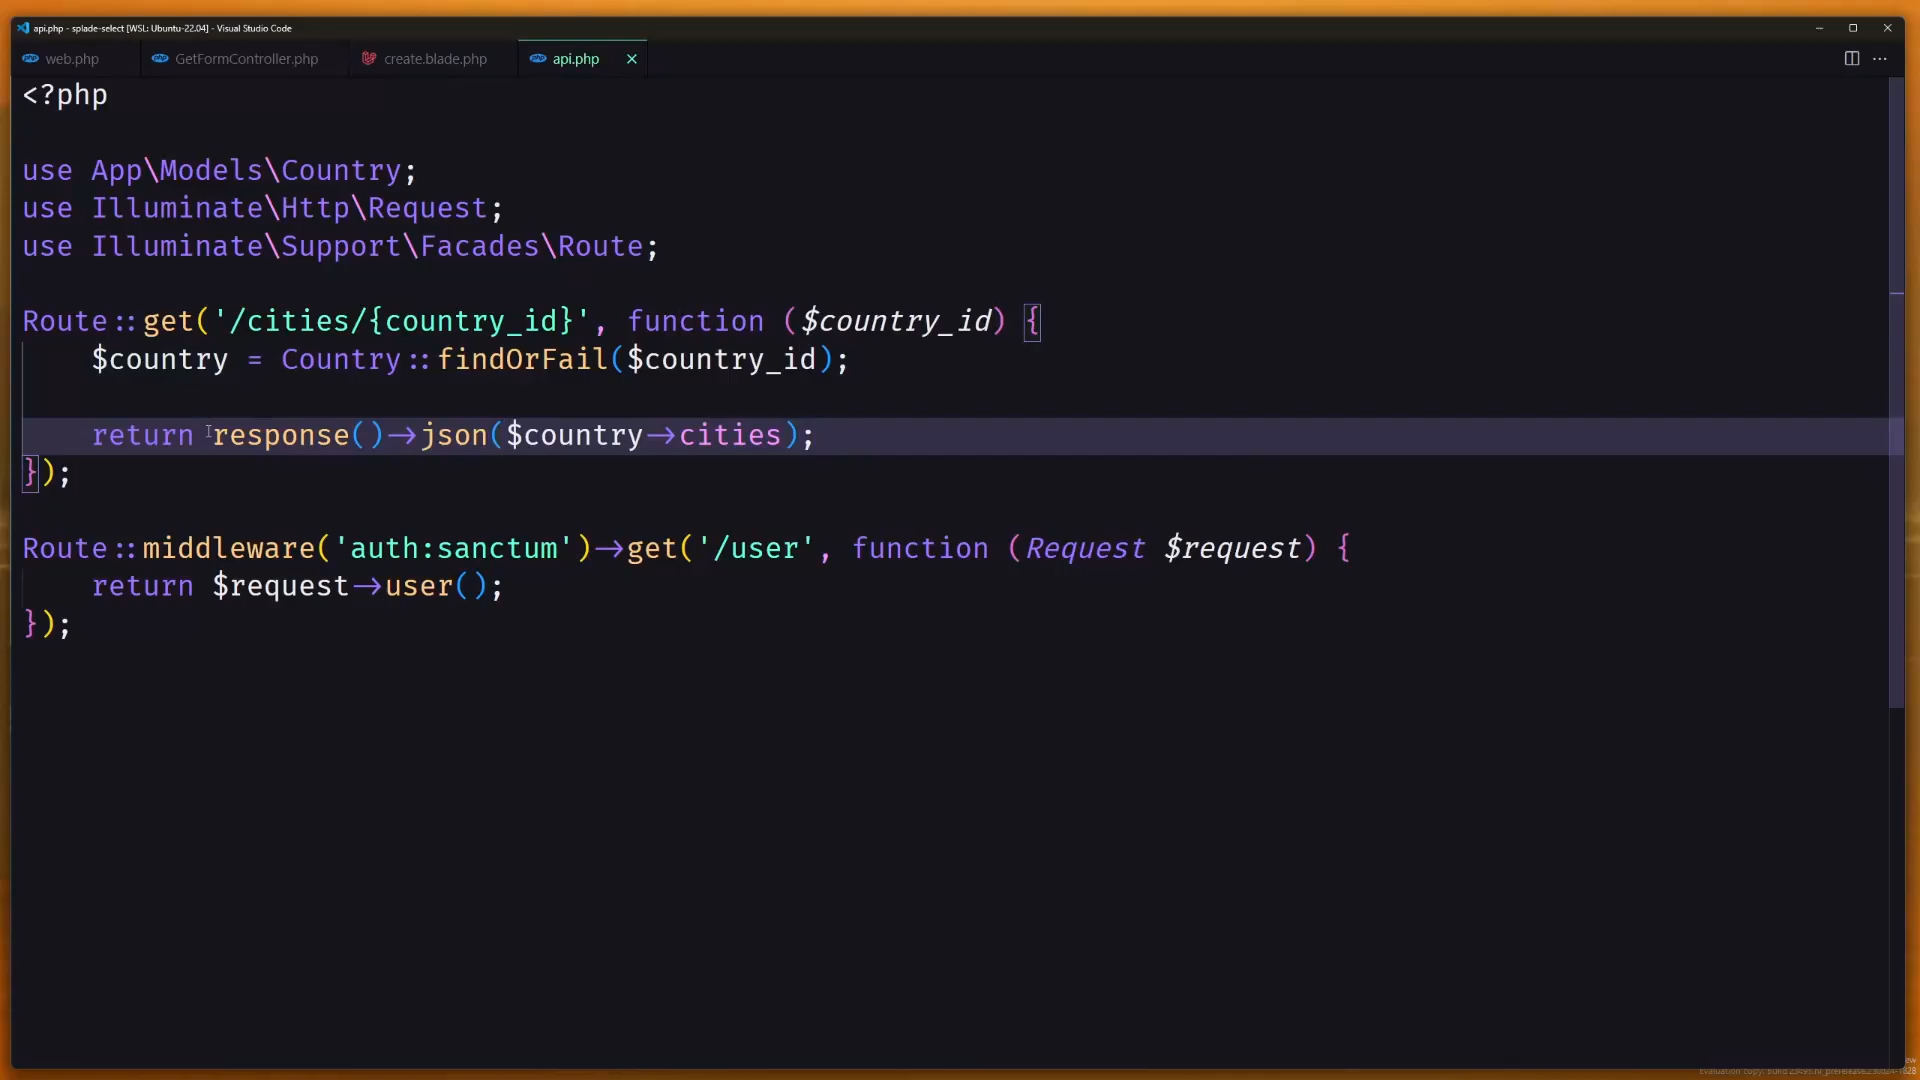 api.php - splade-select [WSL: Ubuntu-22.04] - Visual Studio Code
web.php GetFormController.php create.blade.php api.php
<?php
use App\Models\Country;
use Illuminate\Http\Request;
use Illuminate\Support\Facades\Route;
Route::get('/cities/{country_id}', function ($country_id) {
    $country = Country::findOrFail($country_id);
    return response()->json($country->cities);
});
Route::middleware('auth:sanctum')->get('/user', function (Request $request) {
    return $request->user();
});